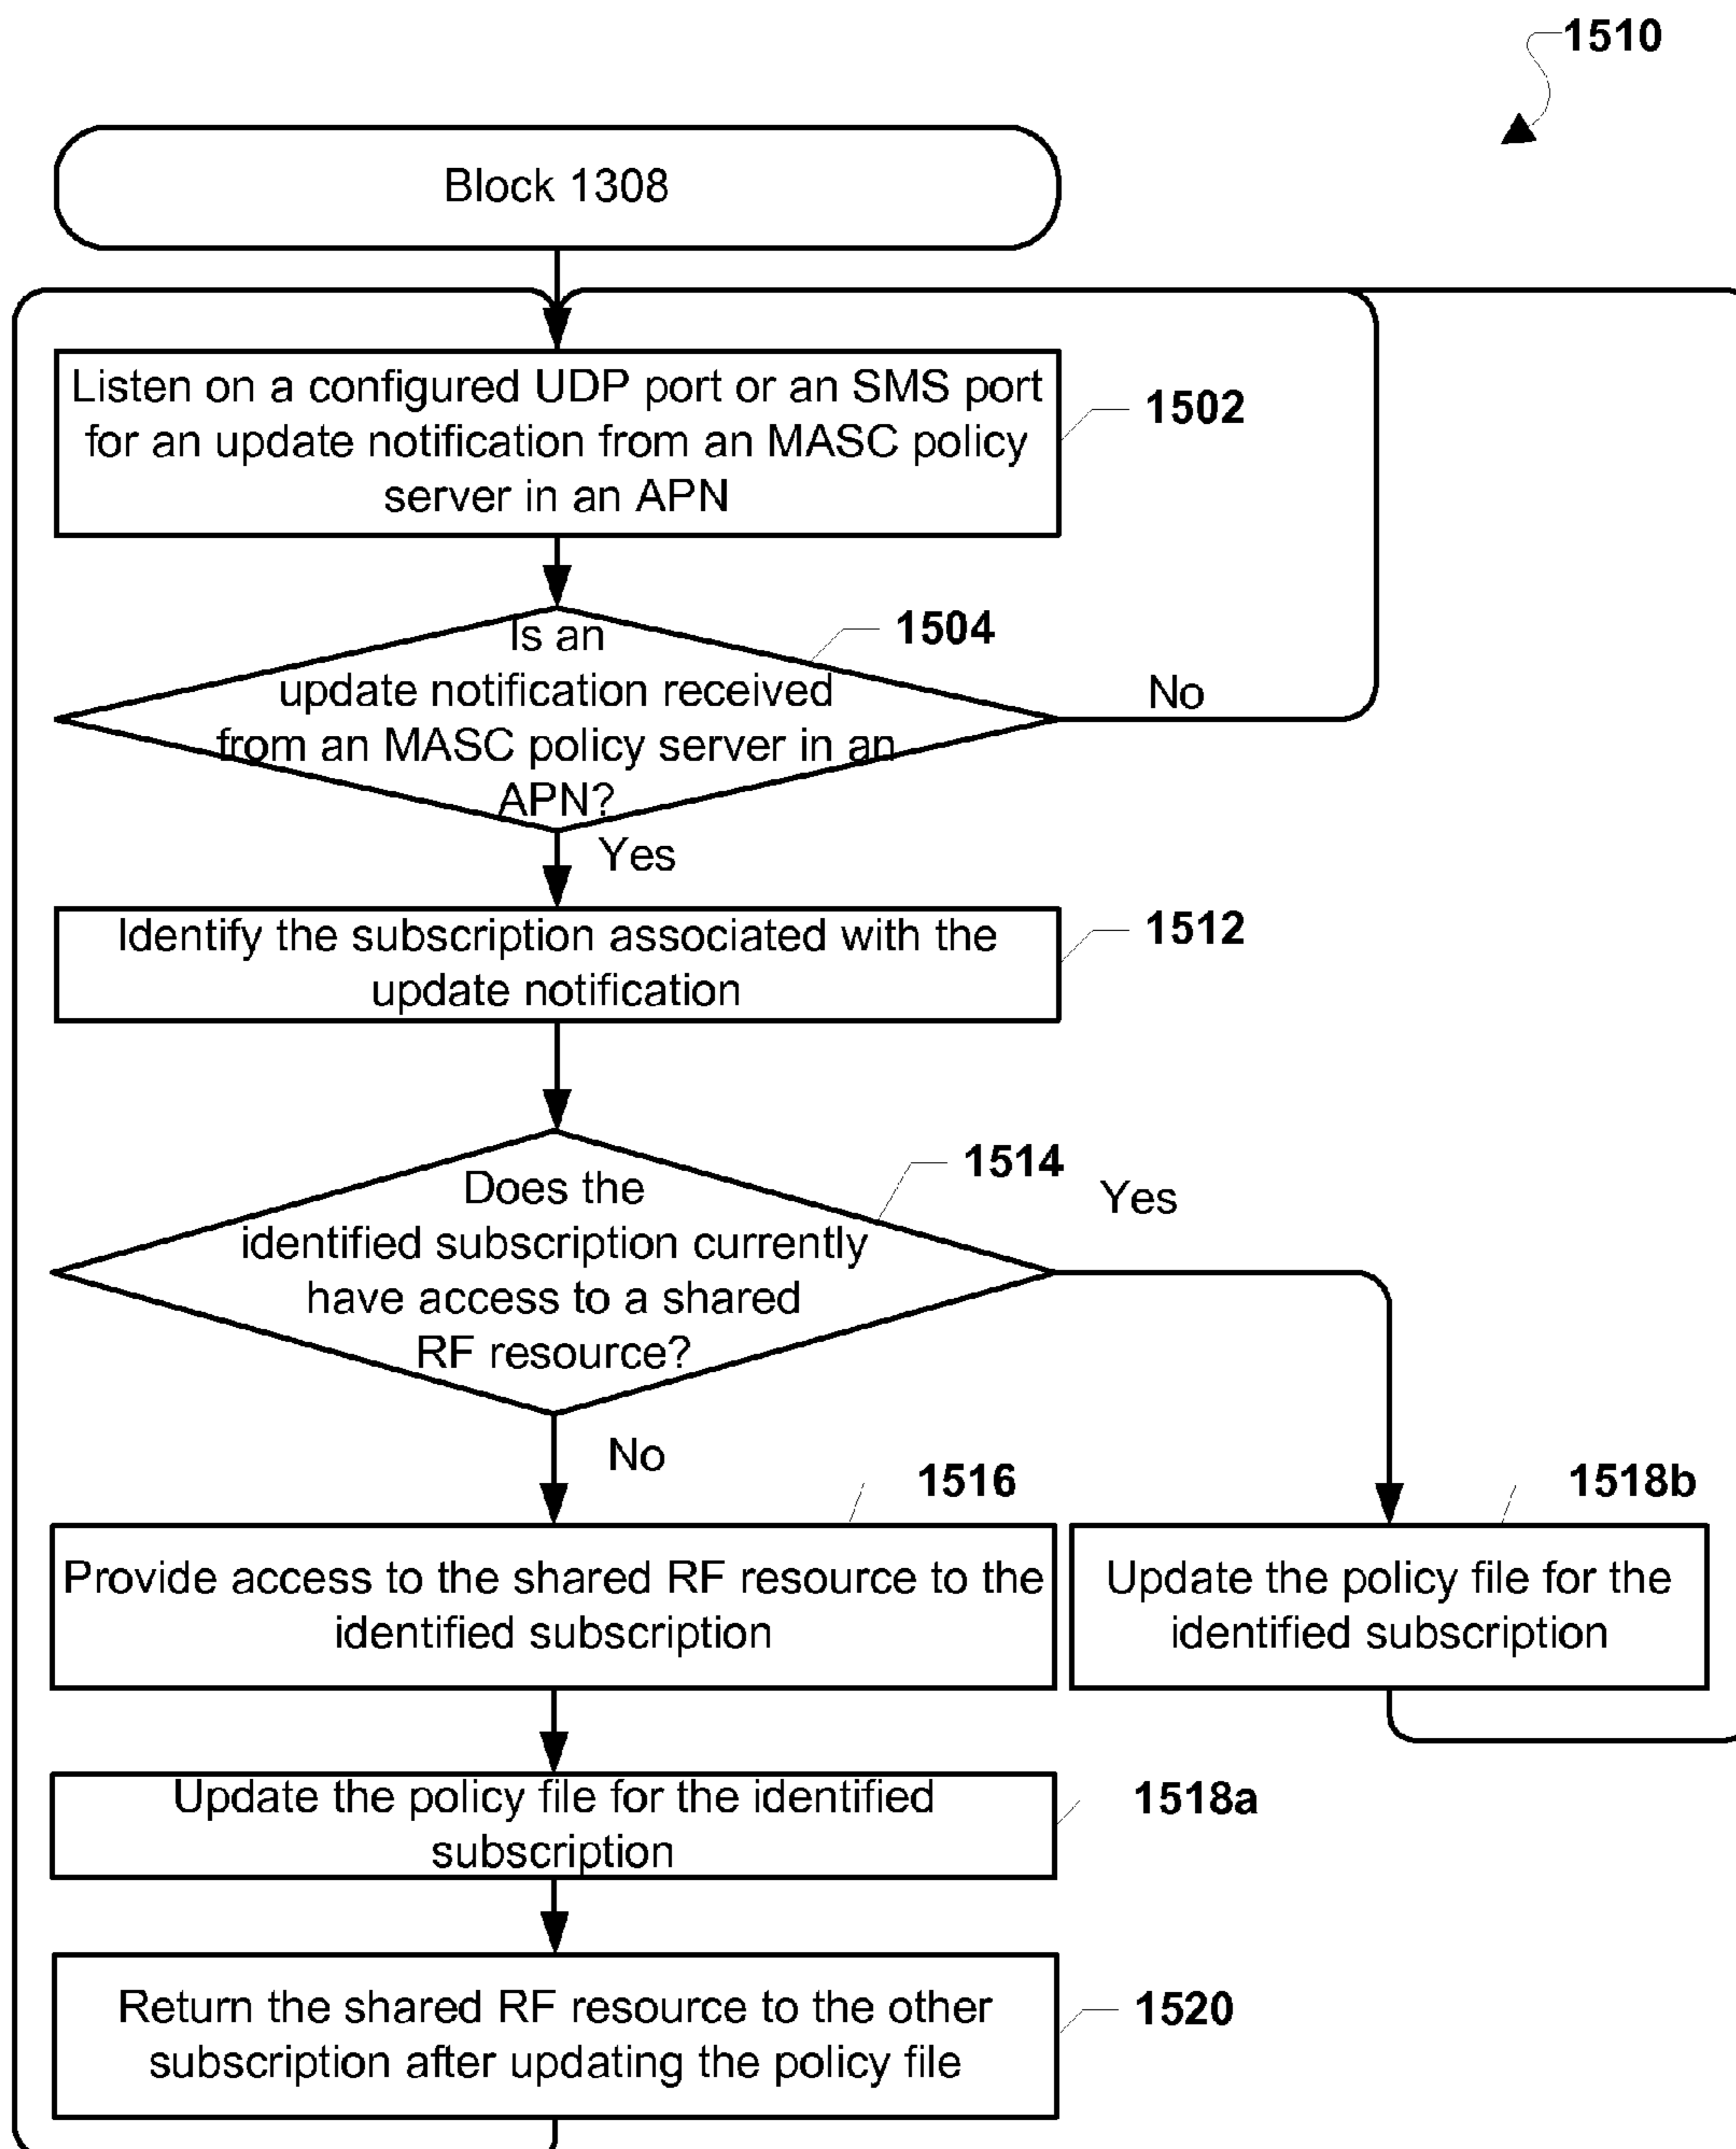 1510
Block 1308
Listen on a configured UDP port or an SMS port
for an update notification from an MASC policy
server in an APN
1502
Is an
update notification received
from an MASC policy server in an
APN?
1504
No
Yes
Identify the subscription associated with the
update notification
1512
Does the
identified subscription currently
have access to a shared
RF resource?
1514
Yes
No
1516
Provide access to the shared RF resource to the
identified subscription
1518b
Update the policy file for the
identified subscription
Update the policy file for the identified
subscription
1518a
Return the shared RF resource to the other
subscription after updating the policy file
1520